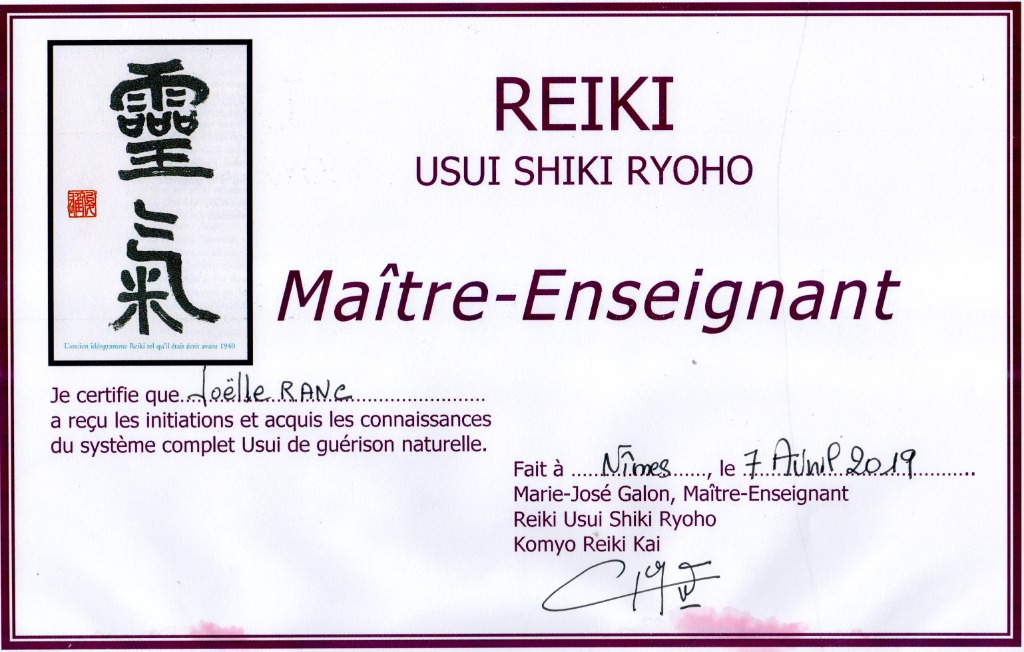 靈
氣
L'ancien idéogramme Reiki tel qu'il était écrit avant 1940
REIKI
USUI SHIKI RYOHO
Maître-Enseignant
Je certifie que...Joëlle RANC......................
a reçu les initiations et acquis les connaissances
du système complet Usui de guérison naturelle.
Fait à .....Nîmes......, le 7 Avril 2019..........
Marie-José Galon, Maître-Enseignant
Reiki Usui Shiki Ryoho
Komyo Reiki Kai